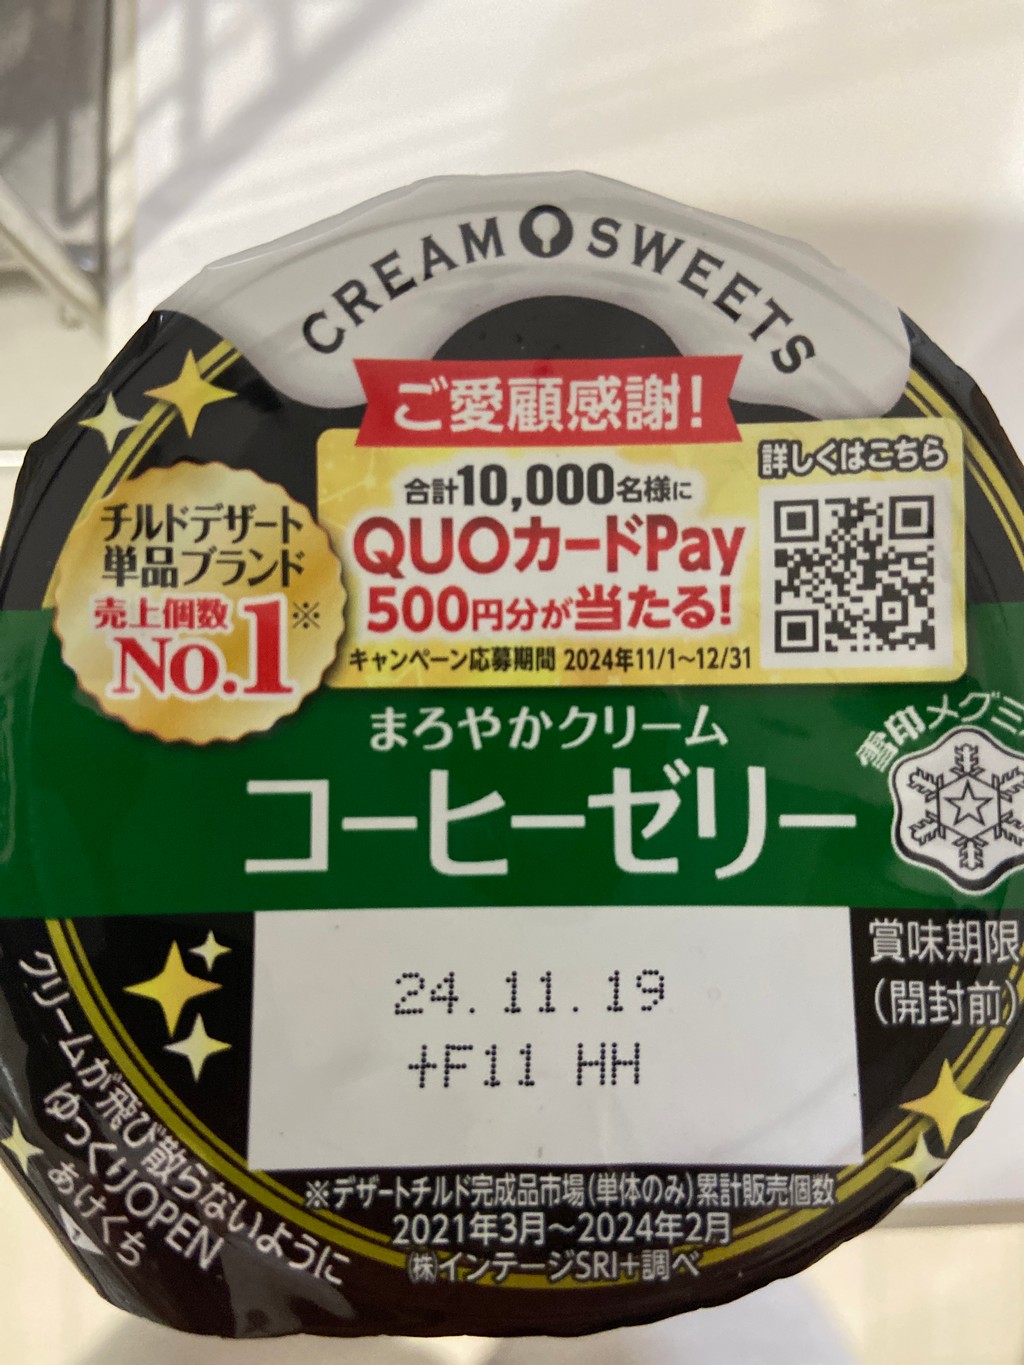 CREAM SWEETS
ご愛顧感謝!
合計10,000名様に
QUOカードPay
500円分が当たる!
キャンペーン応募期間 2024年11/1~12/31
詳しくはこちら
チルドデザート
単品ブランド
売上個数※
No.1
まろやかクリーム
コーヒーゼリー
雪印メグミ
24.11.19
+F11 HH
賞味期限
(開封前)
クリームが飛び散らないように
ゆっくりOPEN
あけくち
※デザートチルド完成品市場(単体のみ)累計販売個数
2021年3月~2024年2月
㈱インテージSRI+調べ